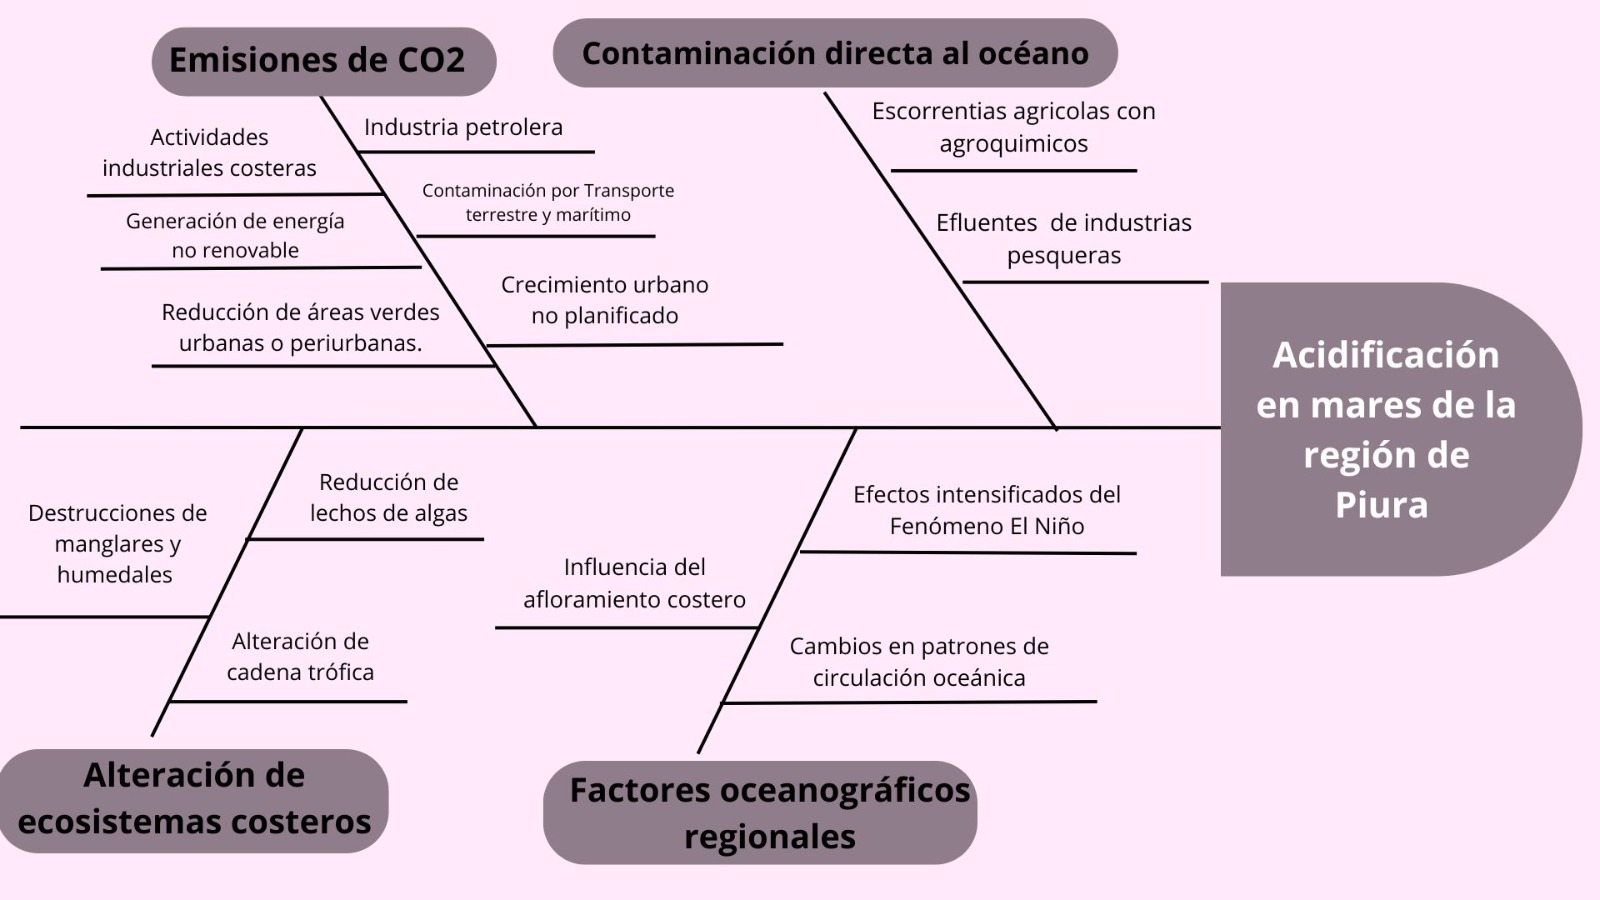 Emisiones de CO2
Contaminación directa al océano
Actividades
industriales costeras
Industria petrolera
Generación de energía
no renovable
Contaminación por Transporte
terrestre y marítimo
Reducción de áreas verdes
urbanas o periurbanas.
Crecimiento urbano
no planificado
Escorrentias agricolas con
agroquimicos
Efluentes  de industrias
pesqueras
Acidificación
en mares de la
región de
Piura
Destrucciones de
manglares y
humedales
Reducción de
lechos de algas
Alteración de
cadena trófica
Influencia del
afloramiento costero
Efectos intensificados del
Fenómeno El Niño
Cambios en patrones de
circulación oceánica
Alteración de
ecosistemas costeros
Factores oceanográficos
regionales